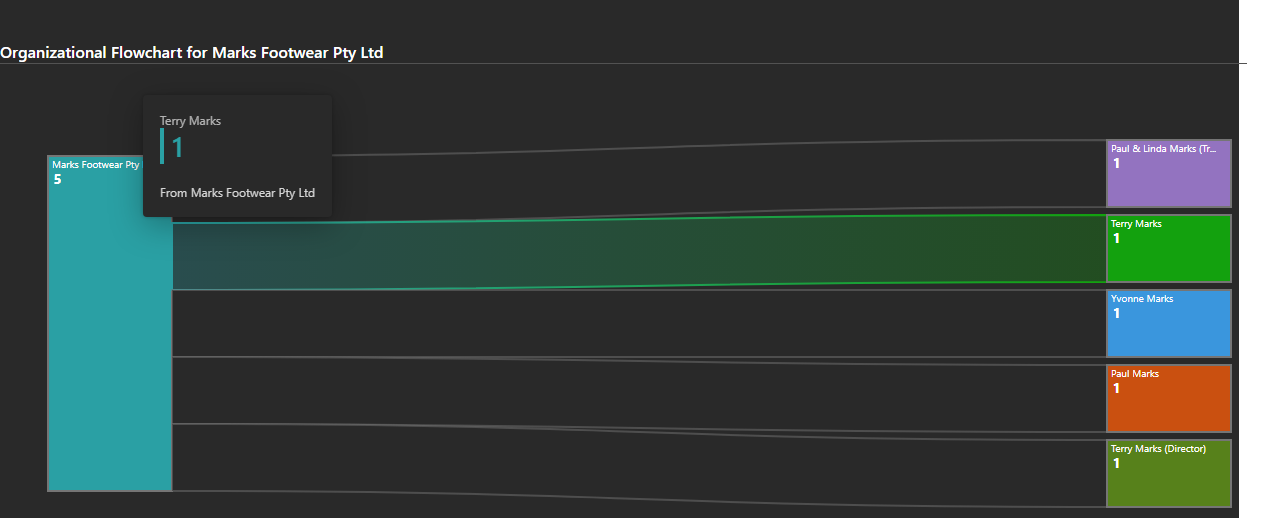 Organizational Flowchart for Marks Footwear Pty Ltd
Terry Marks
1
From Marks Footwear Pty Ltd
Marks Footwear Pty
5
Paul & Linda Marks (Tr...
1
Terry Marks
1
Yvonne Marks
1
Paul Marks
1
Terry Marks (Director)
1